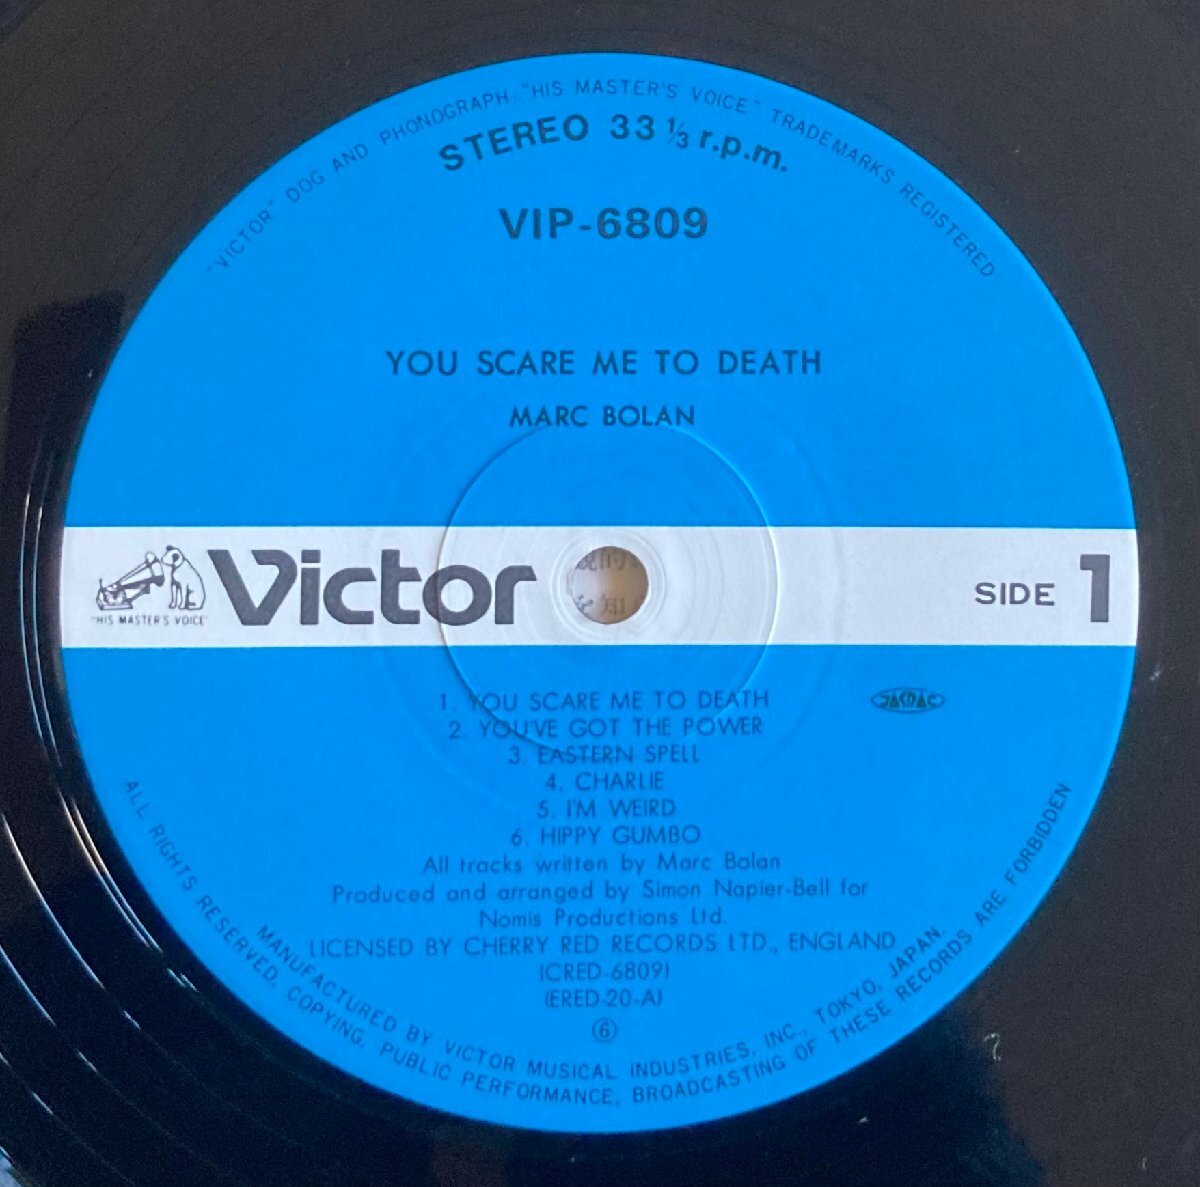 "VICTOR" DOG AND PHONOGRAPH-"HIS MASTER'S VOICE" TRADEMARKS REGISTERED
STEREO 33 1/3 r.p.m.
VIP-6809
YOU SCARE ME TO DEATH
MARC BOLAN
"HIS MASTER'S VOICE"
Victor
的
知
SIDE 1
1. YOU SCARE ME TO DEATH
JASRAC
2. YOU'VE GOT THE POWER
3. EASTERN SPELL
4. CHARLIE
5. I'M WEIRD
6. HIPPY GUMBO
All tracks written by Marc Bolan
Produced and arranged by Simon Napier-Bell for
Nomis Productions Ltd.
LICENSED BY CHERRY RED RECORDS LTD., ENGLAND
(CRED-6809)
(ERED-20-A)
⑥
MANUFACTURED BY VICTOR MUSICAL INDUSTRIES, INC., TOKYO, JAPAN.
ALL RIGHTS RESERVED. COPYING, PUBLIC PERFORMANCE, BROADCASTING OF THESE RECORDS ARE FORBIDDEN